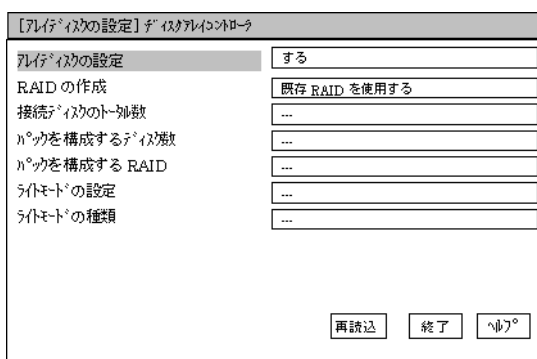 [ｱﾚｲﾃﾞｨｽｸの設定] ﾃﾞｨｽｸｱﾚｲｺﾝﾄﾛｰﾗ
ｱﾚｲﾃﾞｨｽｸの設定 する
RAID の作成 既存 RAID を使用する
接続ﾃﾞｨｽｸのﾄｰﾀﾙ数 ...
ﾊﾟｯｸを構成するﾃﾞｨｽｸ数 ...
ﾊﾟｯｸを構成する RAID ...
ﾗｲﾄﾓｰﾄﾞの設定 ...
ﾗｲﾄﾓｰﾄﾞの種類 ...
再読込 終了 ﾍﾙﾌﾟ